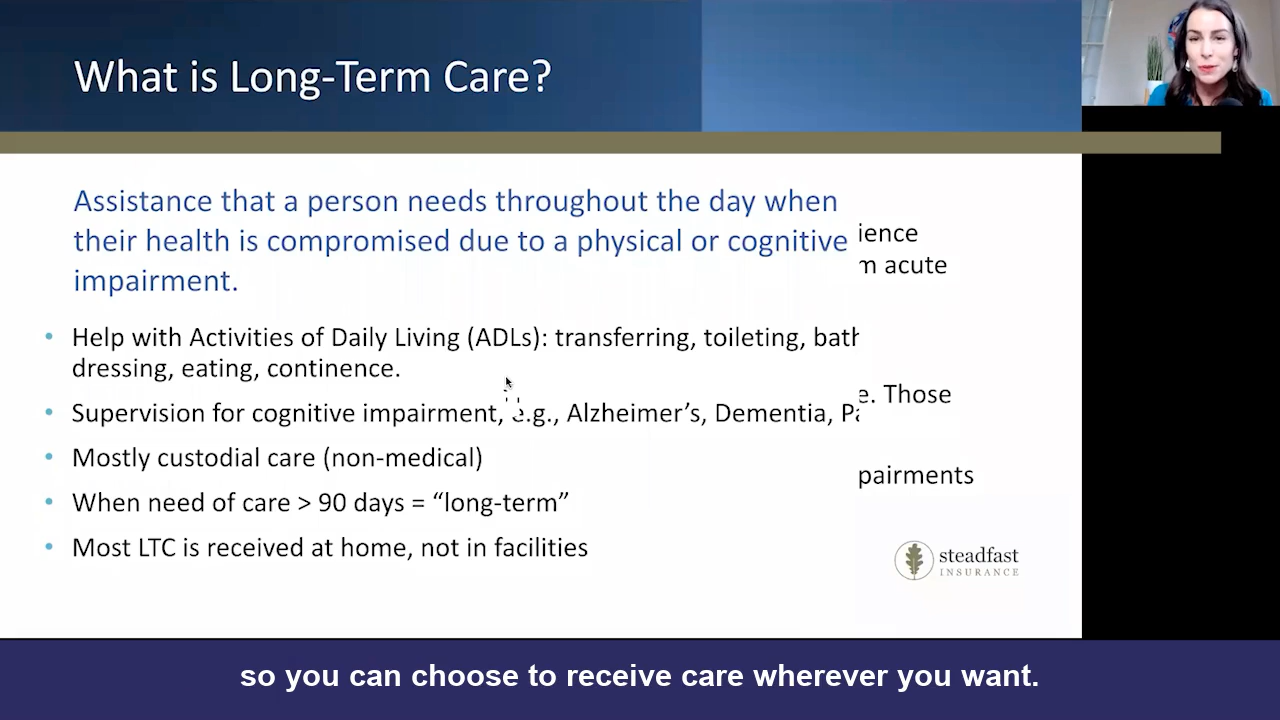 What is Long-Term Care?
Assistance that a person needs throughout the day when
their health is compromised due to a physical or cognitive
impairment.
ience
m acute
• Help with Activities of Daily Living (ADLs): transferring, toileting, bath
dressing, eating, continence.
e. Those
• Supervision for cognitive impairment, e.g., Alzheimer’s, Dementia, Pa
• Mostly custodial care (non-medical)
pairments
• When need of care > 90 days = “long-term”
• Most LTC is received at home, not in facilities
steadfast
INSURANCE
so you can choose to receive care wherever you want.